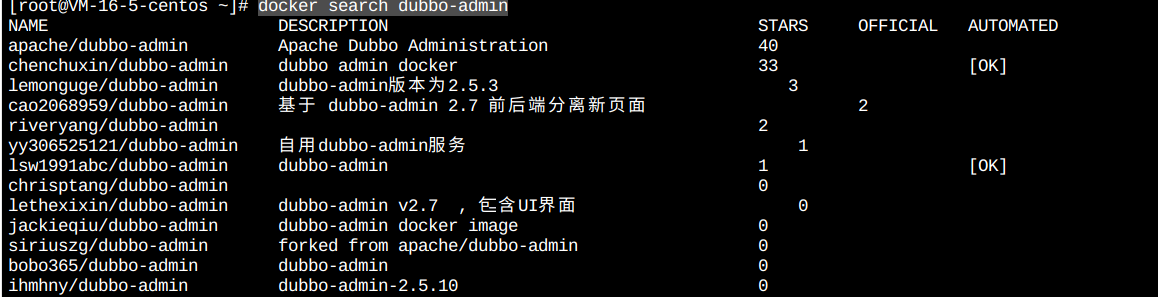 [root@VM-16-5-centos ~]# docker search dubbo-admin
NAME DESCRIPTION STARS OFFICIAL AUTOMATED
apache/dubbo-admin Apache Dubbo Administration 40
chenchuxin/dubbo-admin dubbo admin docker 33 [OK]
lemonguge/dubbo-admin dubbo-admin版本为2.5.3 3
cao2068959/dubbo-admin 基于 dubbo-admin 2.7 前后端分离新页面 2
riveryang/dubbo-admin 2
yy306525121/dubbo-admin 自用dubbo-admin服务 1
lsw1991abc/dubbo-admin dubbo-admin 1 [OK]
chrisptang/dubbo-admin 0
lethexixin/dubbo-admin dubbo-admin v2.7 ，包含UI界面 0
jackieqiu/dubbo-admin dubbo-admin docker image 0
siriuszg/dubbo-admin forked from apache/dubbo-admin 0
bobo365/dubbo-admin dubbo-admin 0
ihmhny/dubbo-admin dubbo-admin-2.5.10 0